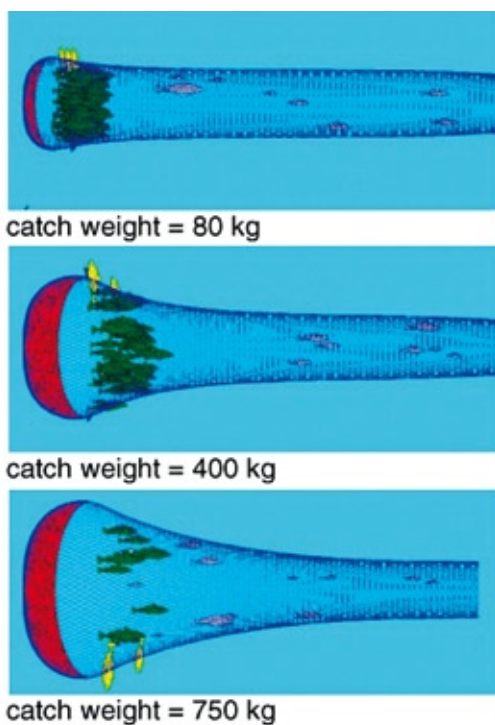 catch weight = 80 kg
catch weight = 400 kg
catch weight = 750 kg